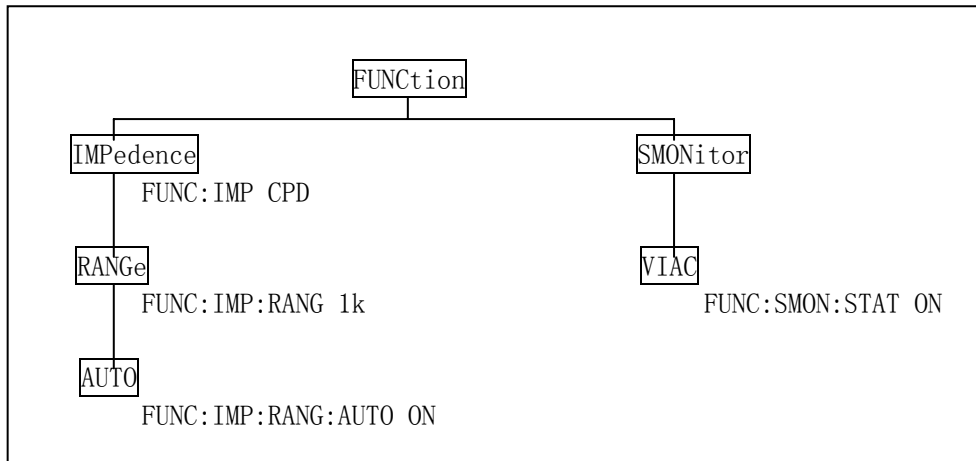 FUNCtion
IMPedence
SMONitor
FUNC:IMP CPD
RANGe
VIAC
FUNC:IMP:RANG 1k
FUNC:SMON:STAT ON
AUTO
FUNC:IMP:RANG:AUTO ON